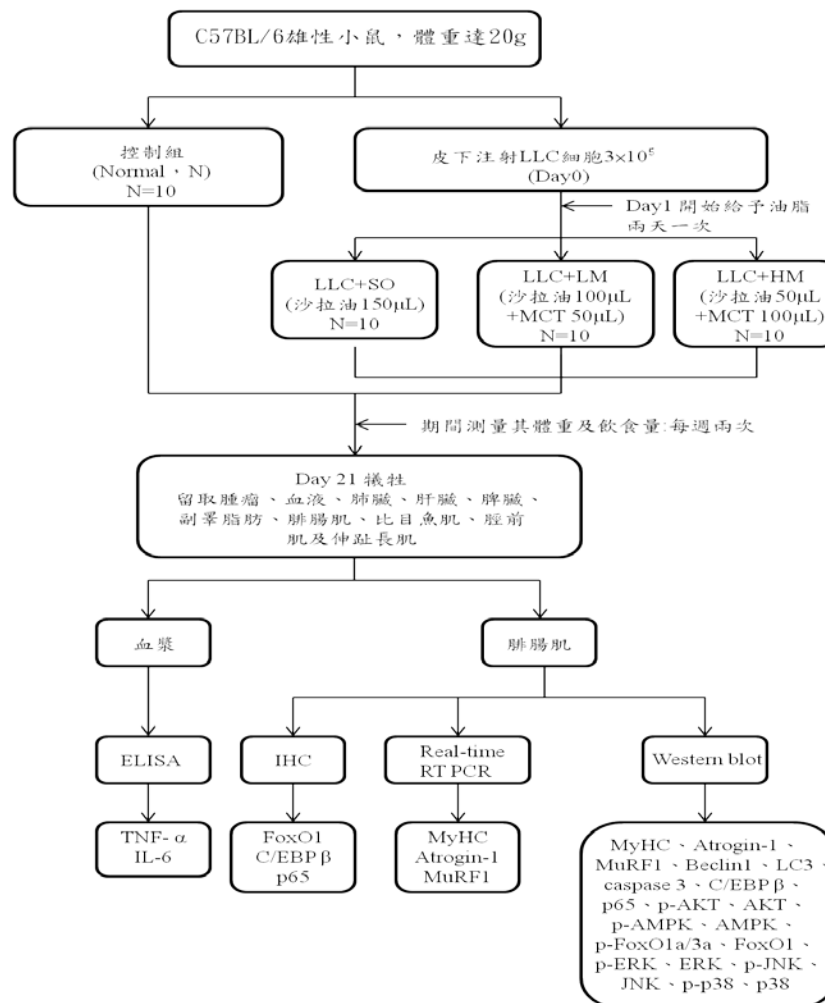 C57BL/6雄性小鼠，體重達20g
控制組
(Normal，N)
N=10
皮下注射LLC細胞3×10⁵
(Day0)
Day1 開始給予油脂
兩天一次
LLC+SO
(沙拉油150μL)
N=10
LLC+LM
(沙拉油100μL
+MCT 50μL)
N=10
LLC+HM
(沙拉油50μL
+MCT 100μL)
N=10
期間測量其體重及飲食量:每週兩次
Day 21 犧牲
留取腫瘤、血液、肺臟、肝臟、脾臟、
副睪脂肪、腓腸肌、比目魚肌、脛前
肌及伸趾長肌
血漿
腓腸肌
ELISA
IHC
Real-time
RT PCR
Western blot
TNF- α
IL-6
FoxO1
C/EBP β
p65
MyHC
Atrogin-1
MuRF1
MyHC、Atrogin-1、
MuRF1、Beclin1、LC3、
caspase 3、C/EBP β、
p65、p-AKT、AKT、
p-AMPK、AMPK、
p-FoxO1a/3a、FoxO1、
p-ERK、ERK、p-JNK、
JNK、p-p38、p38